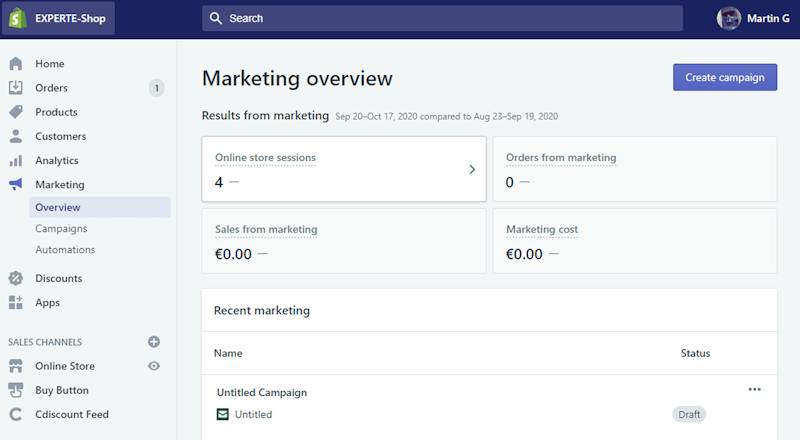 EXPERTE-Shop
Search
Martin G
Home
Orders 1
Products
Customers
Analytics
Marketing
Overview
Campaigns
Automations
Discounts
Apps
SALES CHANNELS
Online Store
Buy Button
Cdiscount Feed
Marketing overview
Create campaign
Results from marketing Sep 20–Oct 17, 2020 compared to Aug 23–Sep 19, 2020
Online store sessions
4 —
Orders from marketing
0 —
Sales from marketing
€0.00 —
Marketing cost
€0.00 —
Recent marketing
Name Status
Untitled Campaign
Untitled Draft